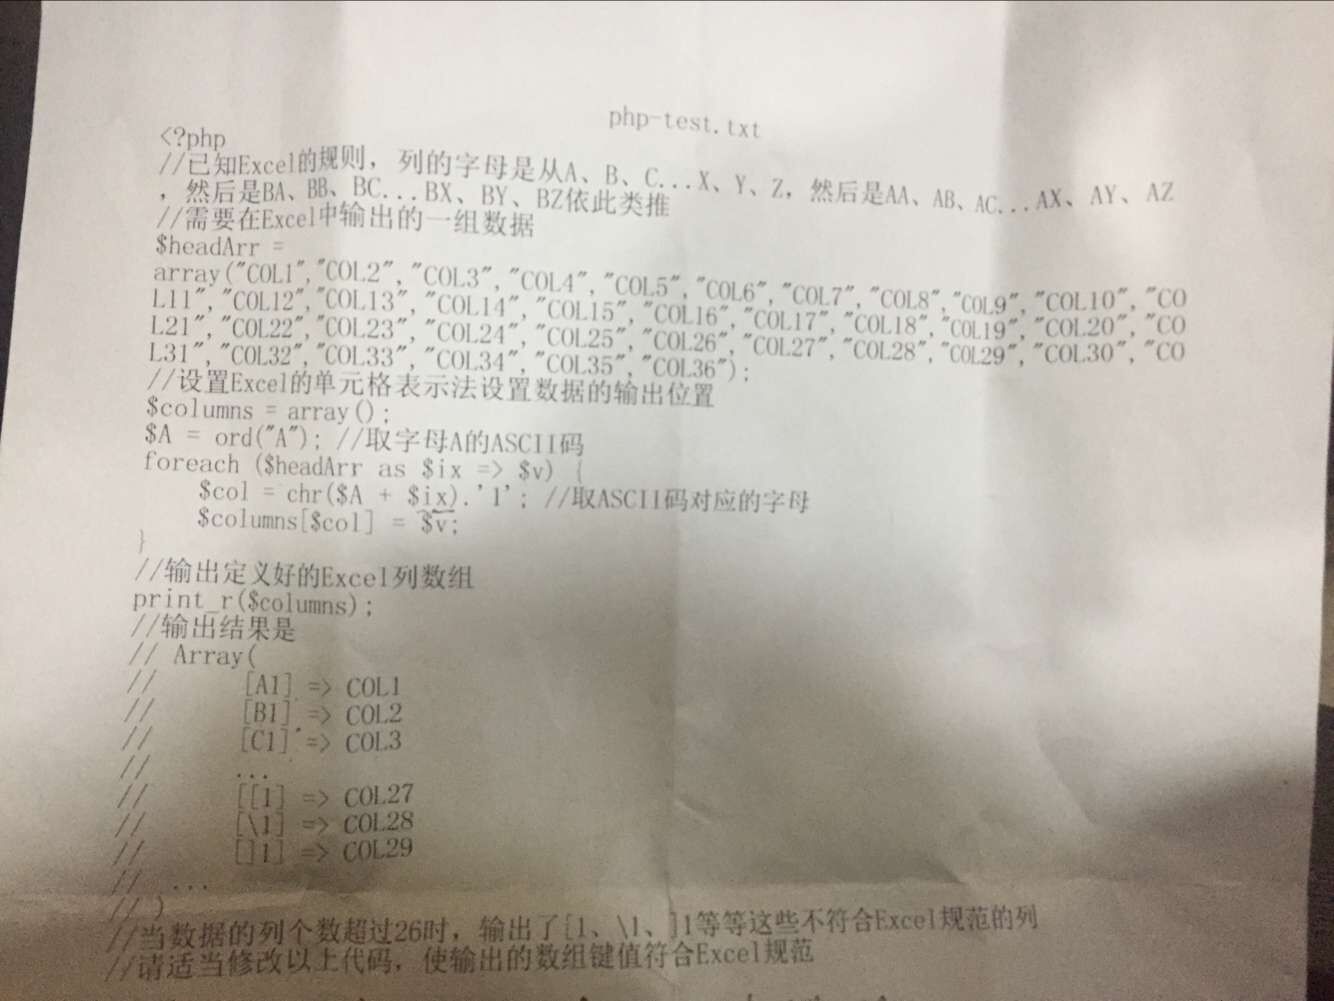 php-test.txt
<?php
//已知Excel的规则，列的字母是从A、B、C...X、Y、Z，然后是AA、AB、AC...AX、AY、AZ
，然后是BA、BB、BC...BX、BY、BZ依此类推
//需要在Excel中输出的一组数据
$headArr =
array("COL1","COL2","COL3","COL4","COL5","COL6","COL7","COL8","COL9","COL10","CO
L11","COL12","COL13","COL14","COL15","COL16","COL17","COL18","COL19","COL20","CO
L21","COL22","COL23","COL24","COL25","COL26","COL27","COL28","COL29","COL30","CO
L31","COL32","COL33","COL34","COL35","COL36");
//设置Excel的单元格表示法设置数据的输出位置
$columns = array();
$A = ord("A"); //取字母A的ASCII码
foreach ($headArr as $ix => $v) {
    $col = chr($A + $ix).'1'; //取ASCII码对应的字母
    $columns[$col] = $v;
}
//输出定义好的Excel列数组
print_r($columns);
//输出结果是
// Array(
//      [A1] => COL1
//      [B1] => COL2
//      [C1] => COL3
//      ...
//      [[1] => COL27
//      [\1] => COL28
//      []1] => COL29
//  ...
// )
//当数据的列个数超过26时，输出了[1、\1、]1等等这些不符合Excel规范的列
//请适当修改以上代码，使输出的数组键值符合Excel规范